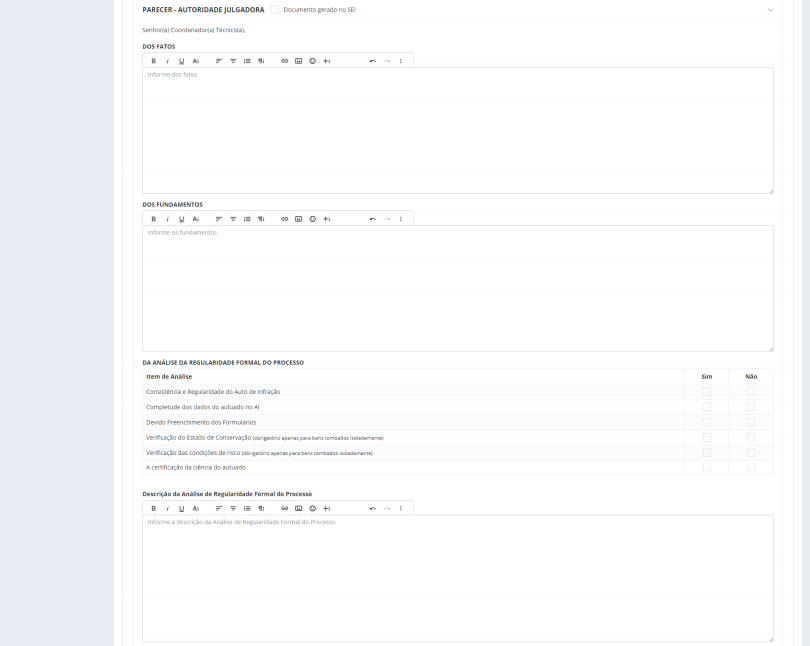 PARECER - AUTORIDADE JULGADORA Documento gerado no SEI
Senhor(a) Coordenador(a) Técnico(a),
DOS FATOS
B i U A
Informe dos fatos
DOS FUNDAMENTOS
B i U A
Informe os fundamentos
DA ANÁLISE DA REGULARIDADE FORMAL DO PROCESSO
Item de Análise Sim Não
Consistência e Regularidade do Auto de Infração
Completude dos dados do autuado no AI
Devido Preenchimento dos Formulários
Verificação do Estado de Conservação (obrigatório apenas para bens tombados isoladamente)
Verificação das condições de risco (obrigatório apenas para bens tombados isoladamente)
A certificação da ciência do autuado
Descrição da Análise de Regularidade Formal do Processo
B i U A
Informe a descrição da Análise de Regularidade Formal do Processo